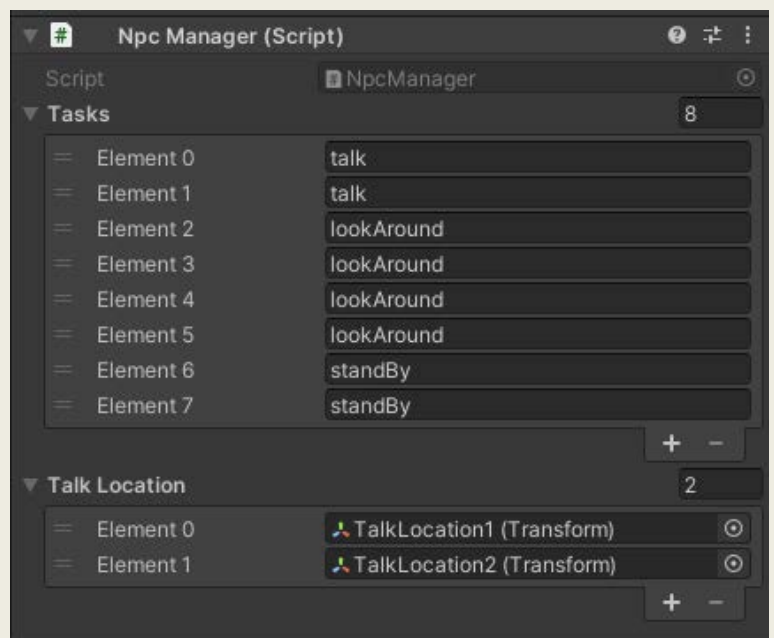 # Npc Manager (Script)
Script NpcManager
Tasks 8
Element 0 talk
Element 1 talk
Element 2 lookAround
Element 3 lookAround
Element 4 lookAround
Element 5 lookAround
Element 6 standBy
Element 7 standBy
+ −
Talk Location 2
Element 0 TalkLocation1 (Transform)
Element 1 TalkLocation2 (Transform)
+ −